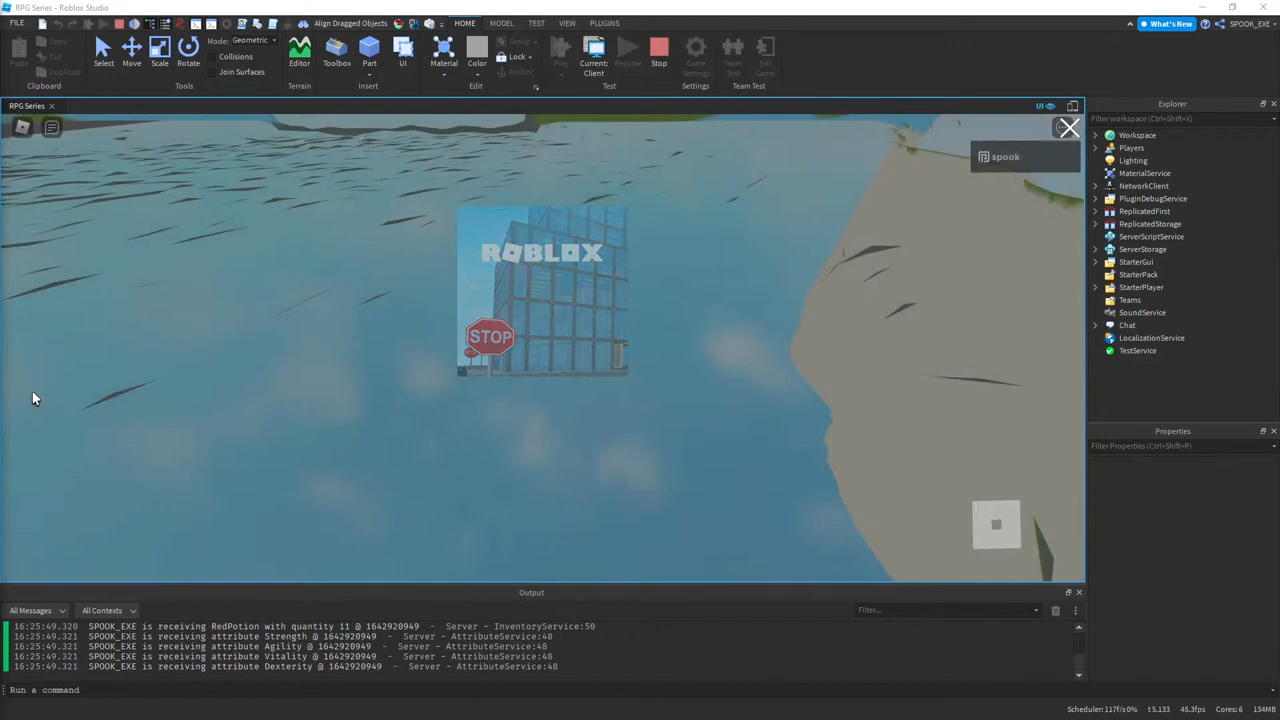 RPG Series - Roblox Studio
FILE
Align Dragged Objects
HOME
MODEL
TEST
VIEW
PLUGINS
What's New
SPOOK_EXE
Paste
Copy
Cut
Duplicate
Clipboard
Select
Move
Scale
Rotate
Mode: Geometric
Collisions
Join Surfaces
Tools
Editor
Terrain
Toolbox
Part
UI
Insert
Material
Color
Group
Lock
Anchor
Edit
Play
Current:
Client
Resume
Stop
Test
Game
Settings
Settings
Team
Test
Exit
Game
Team Test
RPG Series
UI
spook
ROBLOX
STOP
Explorer
Filter workspace (Ctrl+Shift+X)
Workspace
Players
Lighting
MaterialService
NetworkClient
PluginDebugService
ReplicatedFirst
ReplicatedStorage
ServerScriptService
ServerStorage
StarterGui
StarterPack
StarterPlayer
Teams
SoundService
Chat
LocalizationService
TestService
Properties
Filter Properties (Ctrl+Shift+P)
Output
All Messages
All Contexts
Filter...
16:25:49.320 SPOOK_EXE is receiving RedPotion with quantity 11 @ 1642920949 - Server - InventoryService:50
16:25:49.321 SPOOK_EXE is receiving attribute Strength @ 1642920949 - Server - AttributeService:48
16:25:49.321 SPOOK_EXE is receiving attribute Agility @ 1642920949 - Server - AttributeService:48
16:25:49.321 SPOOK_EXE is receiving attribute Vitality @ 1642920949 - Server - AttributeService:48
16:25:49.321 SPOOK_EXE is receiving attribute Dexterity @ 1642920949 - Server - AttributeService:48
Run a command
Scheduler: 117f/s 0% t 5.133 45.3fps Cores: 6 134MB